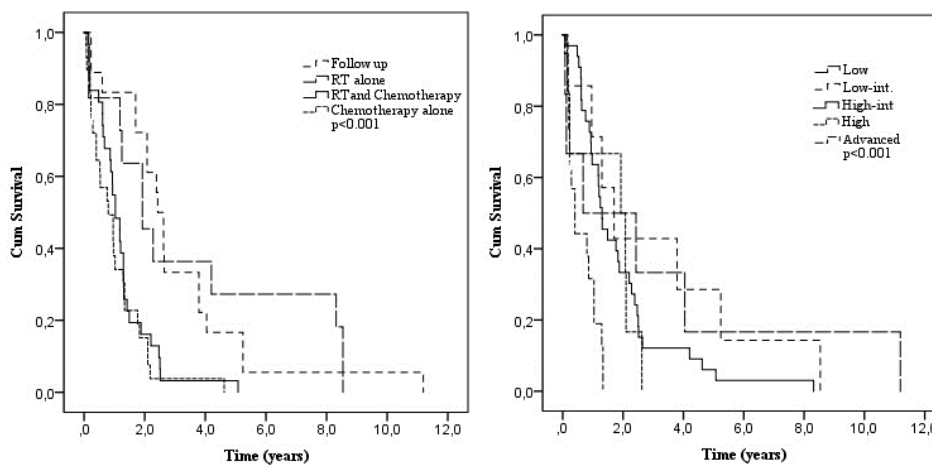 Cum Survival
1,0
0,8
0,6
0,4
0,2
0,0
Follow up
RT alone
RTand Chemotherapy
Chemotherapy alone
p<0.001
,0 2,0 4,0 6,0 8,0 10,0 12,0
Time (years)
Cum Survival
1,0
0,8
0,6
0,4
0,2
0,0
Low
Low-int.
High-int
High
Advanced
p<0.001
,0 2,0 4,0 6,0 8,0 10,0 12,0
Time (years)